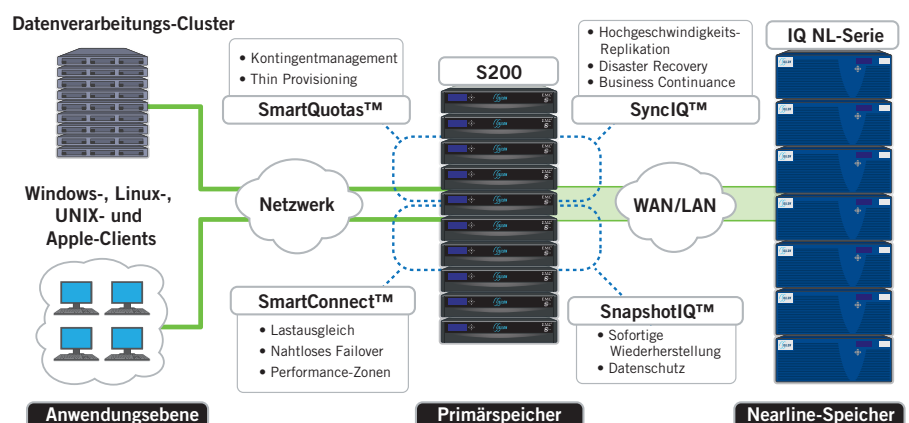 Datenverarbeitungs-Cluster
• Kontingentmanagement
• Thin Provisioning
SmartQuotas™
S200
• Hochgeschwindigkeits-
Replikation
• Disaster Recovery
• Business Continuance
SyncIQ™
IQ NL-Serie
Windows-, Linux-,
UNIX- und
Apple-Clients
Netzwerk
WAN/LAN
SmartConnect™
• Lastausgleich
• Nahtloses Failover
• Performance-Zonen
SnapshotIQ™
• Sofortige
Wiederherstellung
• Datenschutz
Anwendungsebene
Primärspeicher
Nearline-Speicher